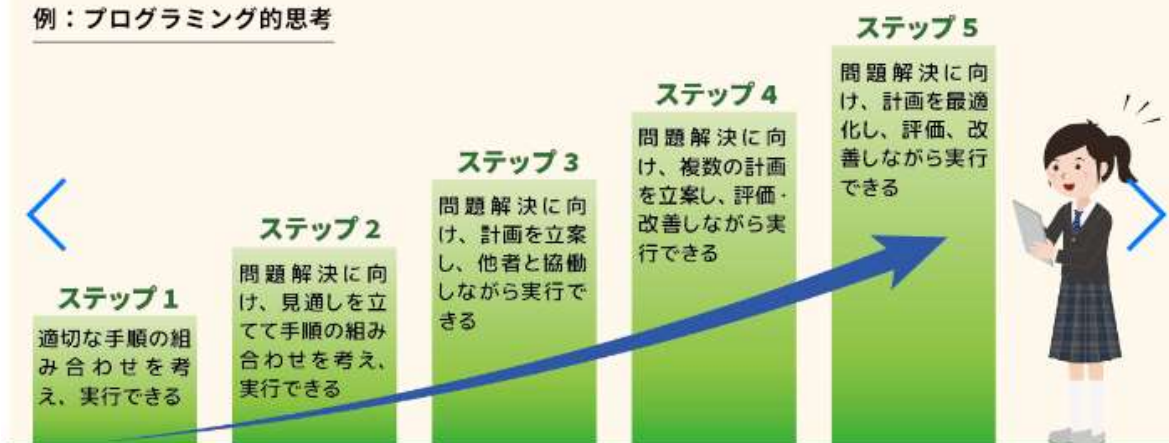 例：プログラミング的思考
ステップ 1
適切な手順の組
み合わせを考
え、実行できる
ステップ 2
問題解決に向
け、見通しを立
てて手順の組み
合わせを考え、
実行できる
ステップ 3
問題解決に向
け、計画を立案
し、他者と協働
しながら実行で
きる
ステップ 4
問題解決に向
け、複数の計画
を立案し、評価・
改善しながら実
行できる
ステップ 5
問題解決に向
け、計画を最適
化し、評価、改
善しながら実行
できる